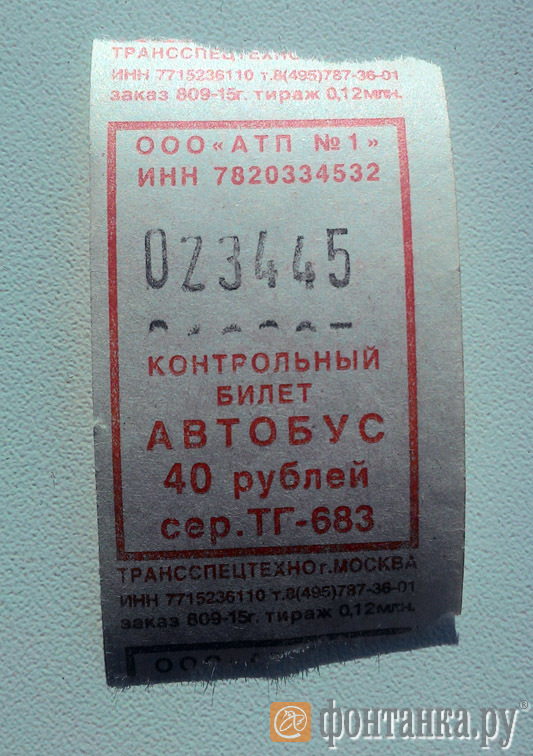 ТРАНССПЕЦТЕХНО
ИНН 7715236110 т.8(495)787-36-01
заказ 809-15г. тираж 0,12млн.
ООО «АТП №1»
ИНН 7820334532
023445
КОНТРОЛЬНЫЙ
БИЛЕТ
АВТОБУС
40 рублей
сер.ТГ-683
ТРАНССПЕЦТЕХНО г.МОСКВА
ИНН 7715236110 т.8(495)787-36-01
заказ 809-15г. тираж 0,12млн.
ООО «АТП
фонтанка.ру®